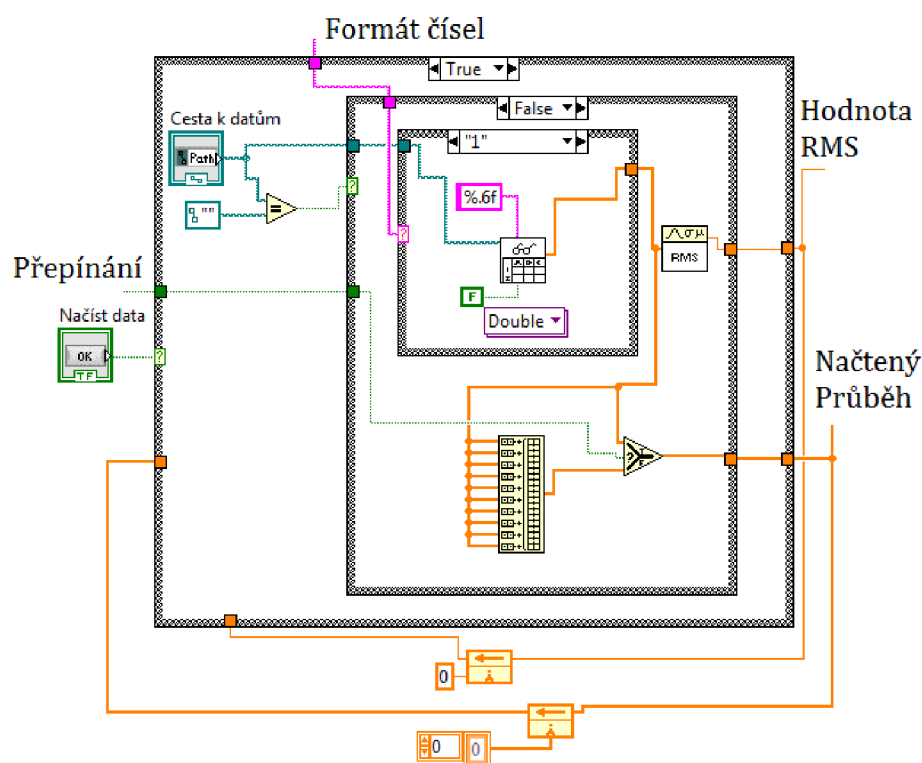 Formát čísel
True
False
Hodnota
RMS
Cesta k datům
"1"
Path
%.6f
""
=
?
?
RMS
Přepínání
F
Načíst data
Double
OK
?
TF
Načtený
Průběh
?
0
0
0